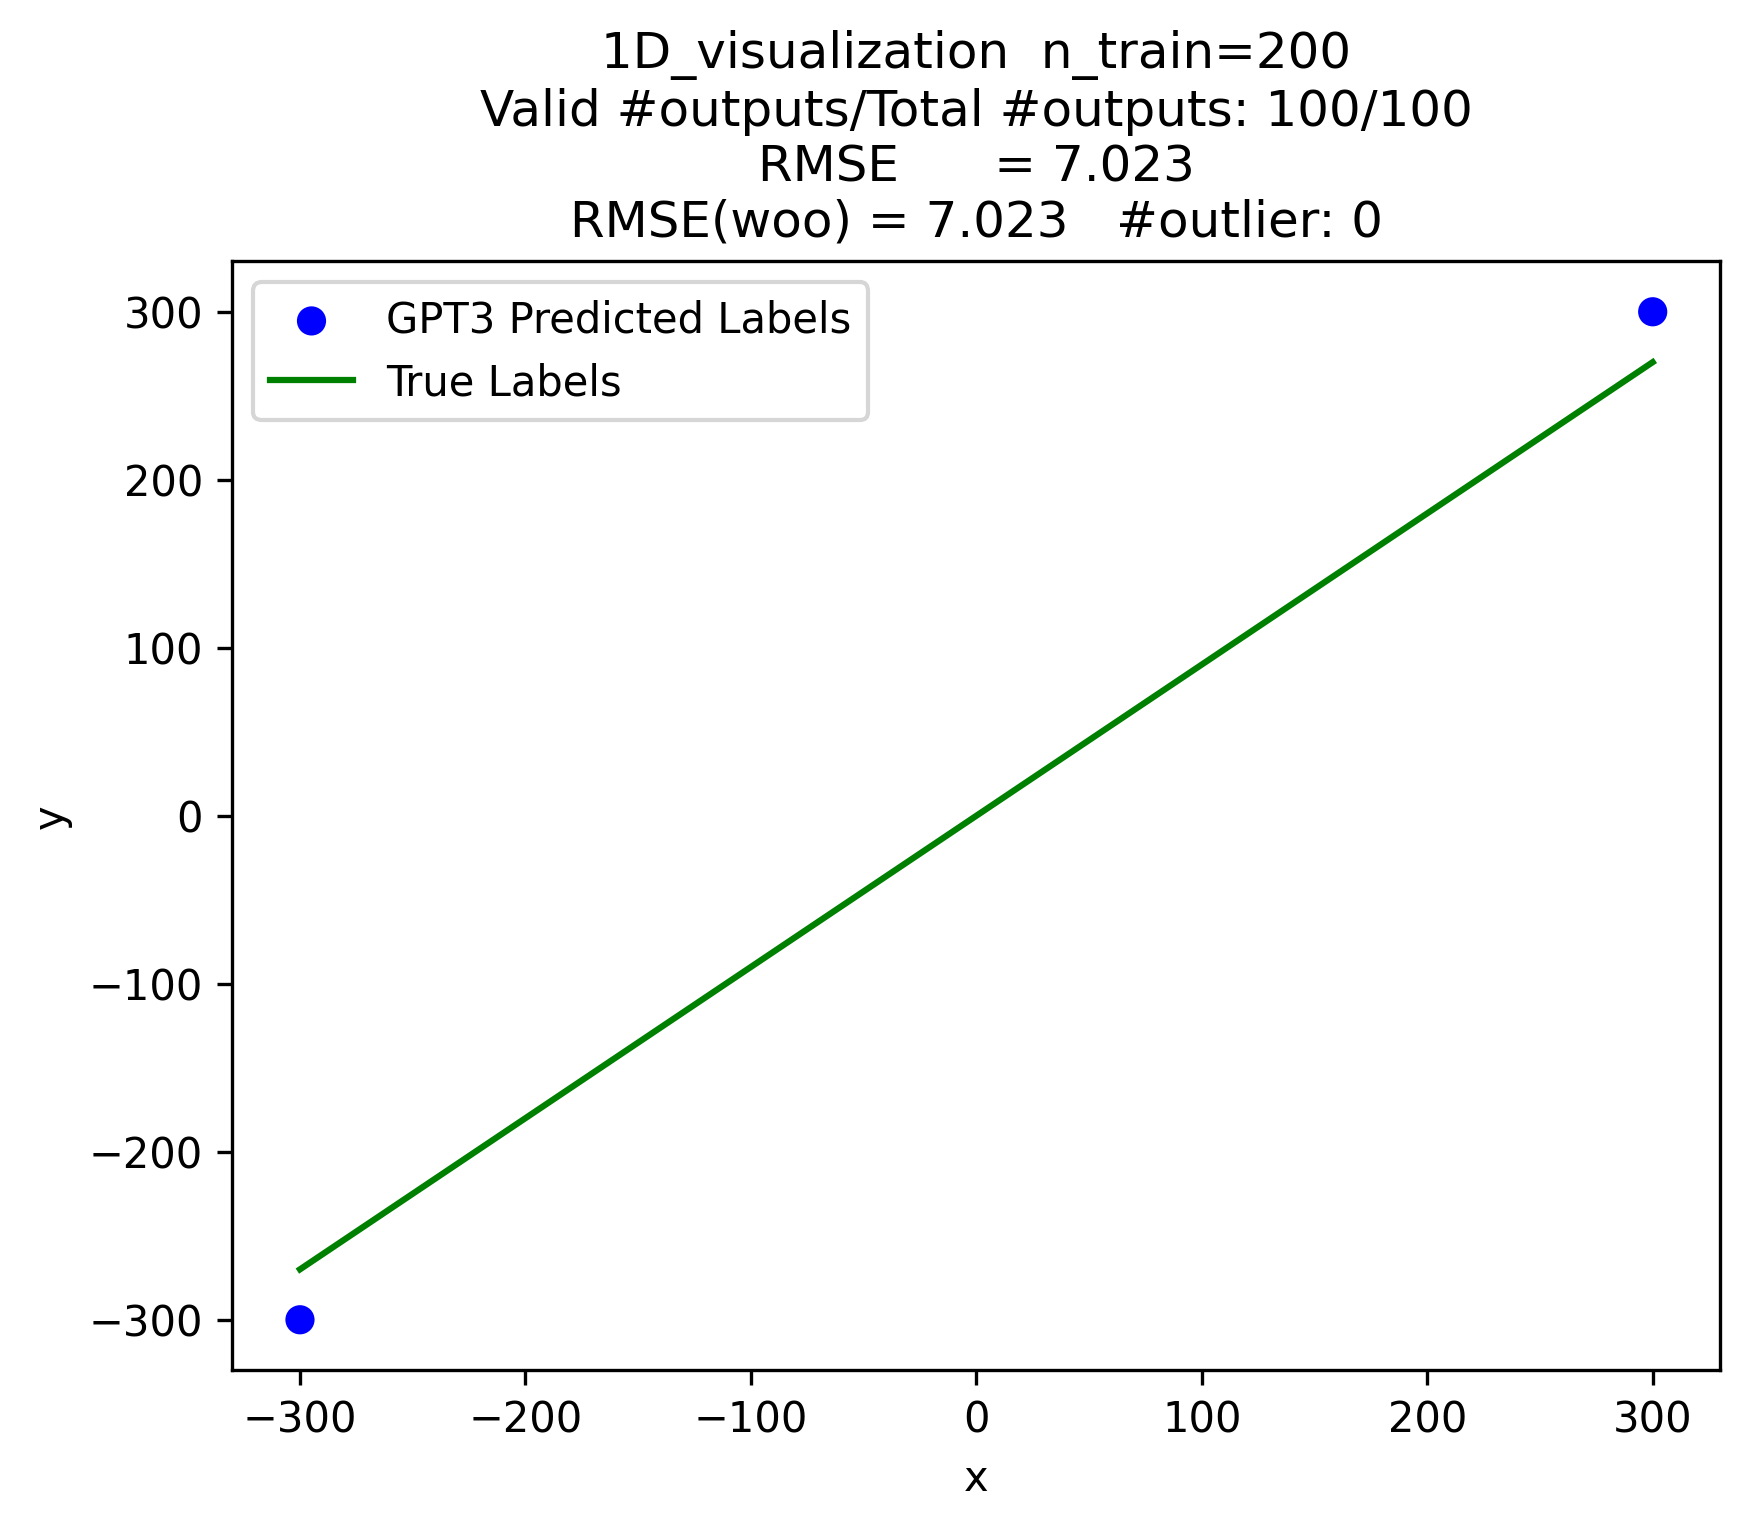 1D_visualization  n_train=200
Valid #outputs/Total #outputs: 100/100
RMSE      = 7.023
RMSE(woo) = 7.023   #outlier: 0
GPT3 Predicted Labels
True Labels
300
200
100
0
−100
−200
−300
y
−300 −200 −100 0 100 200 300
x